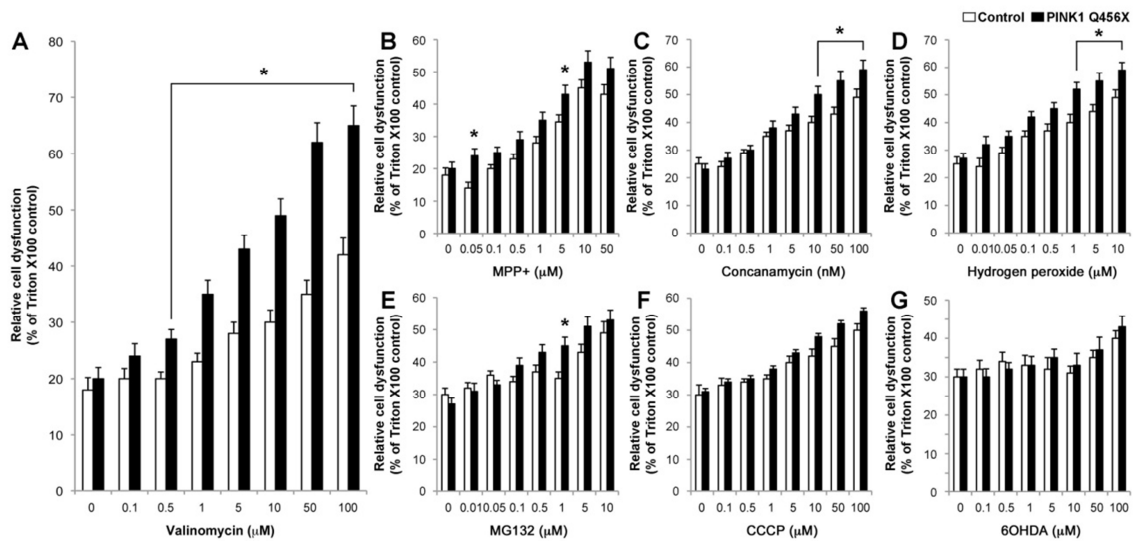 Control PINK1 Q456X
A
Relative cell dysfunction
(% of Triton X100 control)
80
70
60
50
40
30
20
10
0
*
0 0.1 0.5 1 5 10 50 100
Valinomycin (μM)
B
Relative cell dysfunction
(% of Triton X100 control)
60
50
40
30
20
10
0
*
*
0 0.05 0.1 0.5 1 5 10 50
MPP+ (μM)
C
Relative cell dysfunction
(% of Triton X100 control)
70
60
50
40
30
20
10
0
*
0 0.1 0.5 1 5 10 50 100
Concanamycin (nM)
D
Relative cell dysfunction
(% of Triton X100 control)
70
60
50
40
30
20
10
0
*
0 0.010.05 0.1 0.5 1 5 10
Hydrogen peroxide (μM)
E
Relative cell dysfunction
(% of Triton X100 control)
60
50
40
30
20
10
0
*
0 0.010.05 0.1 0.5 1 5 10
MG132 (μM)
F
Relative cell dysfunction
(% of Triton X100 control)
60
50
40
30
20
10
0
0 0.1 0.5 1 5 10 50 100
CCCP (μM)
G
Relative cell dysfunction
(% of Triton X100 control)
50
40
30
20
10
0
0 0.1 0.5 1 5 10 50 100
6OHDA (μM)